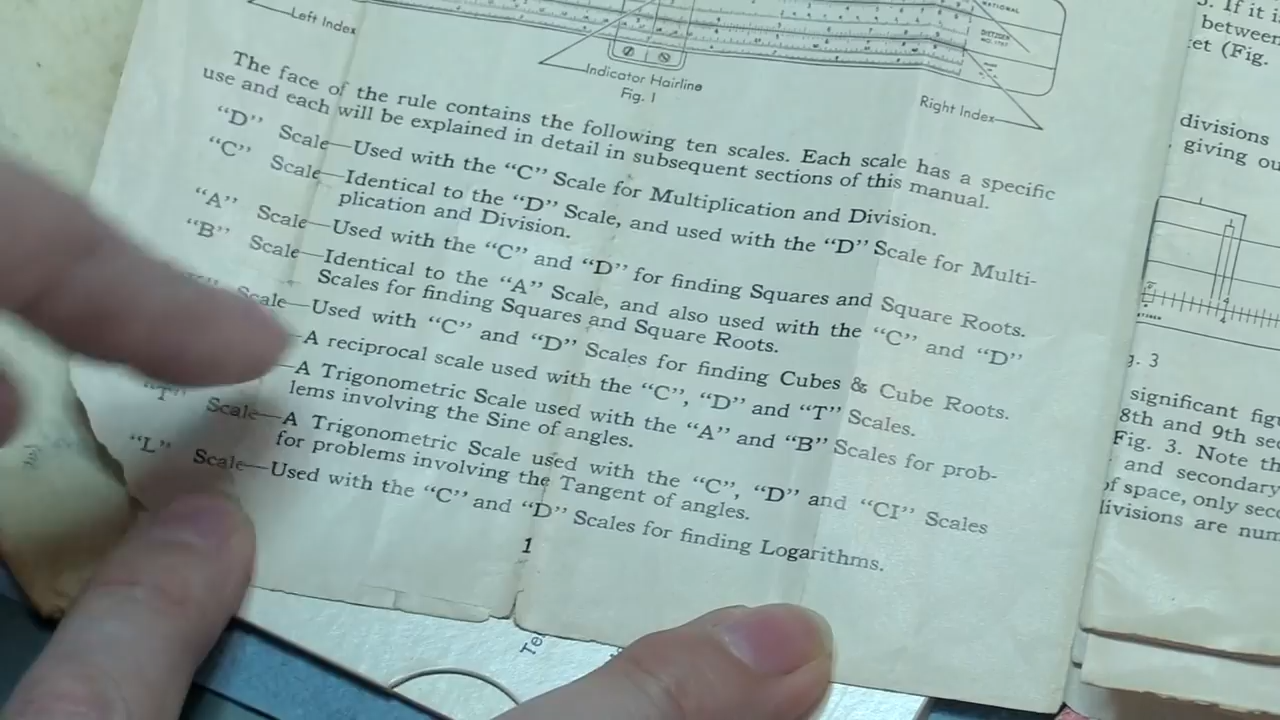 NATIONAL
DIETZGEN
Left Index
Indicator Hairline
Fig. 1
Right Index
The face of the rule contains the following ten scales. Each scale has a specific
use and each will be explained in detail in subsequent sections of this manual.
"D" Scale—Used with the "C" Scale for Multiplication and Division.
"C" Scale—Identical to the "D" Scale, and used with the "D" Scale for Multi-
plication and Division.
"A" Scale—Used with the "C" and "D" for finding Squares and Square Roots.
"B" Scale—Identical to the "A" Scale, and also used with the "C" and "D"
Scales for finding Squares and Square Roots.
Scale—Used with "C" and "D" Scales for finding Cubes & Cube Roots.
—A reciprocal scale used with the "C", "D" and "T" Scales.
—A Trigonometric Scale used with the "A" and "B" Scales for prob-
lems involving the Sine of angles.
"T" Scale—A Trigonometric Scale used with the "C", "D" and "CI" Scales
for problems involving the Tangent of angles.
"L" Scale—Used with the "C" and "D" Scales for finding Logarithms.
1
If it
between
(Fig.
divisions
giving
3
significant
8th and 9th
Fig. 3. Note
and secondary
of space, only
divisions are